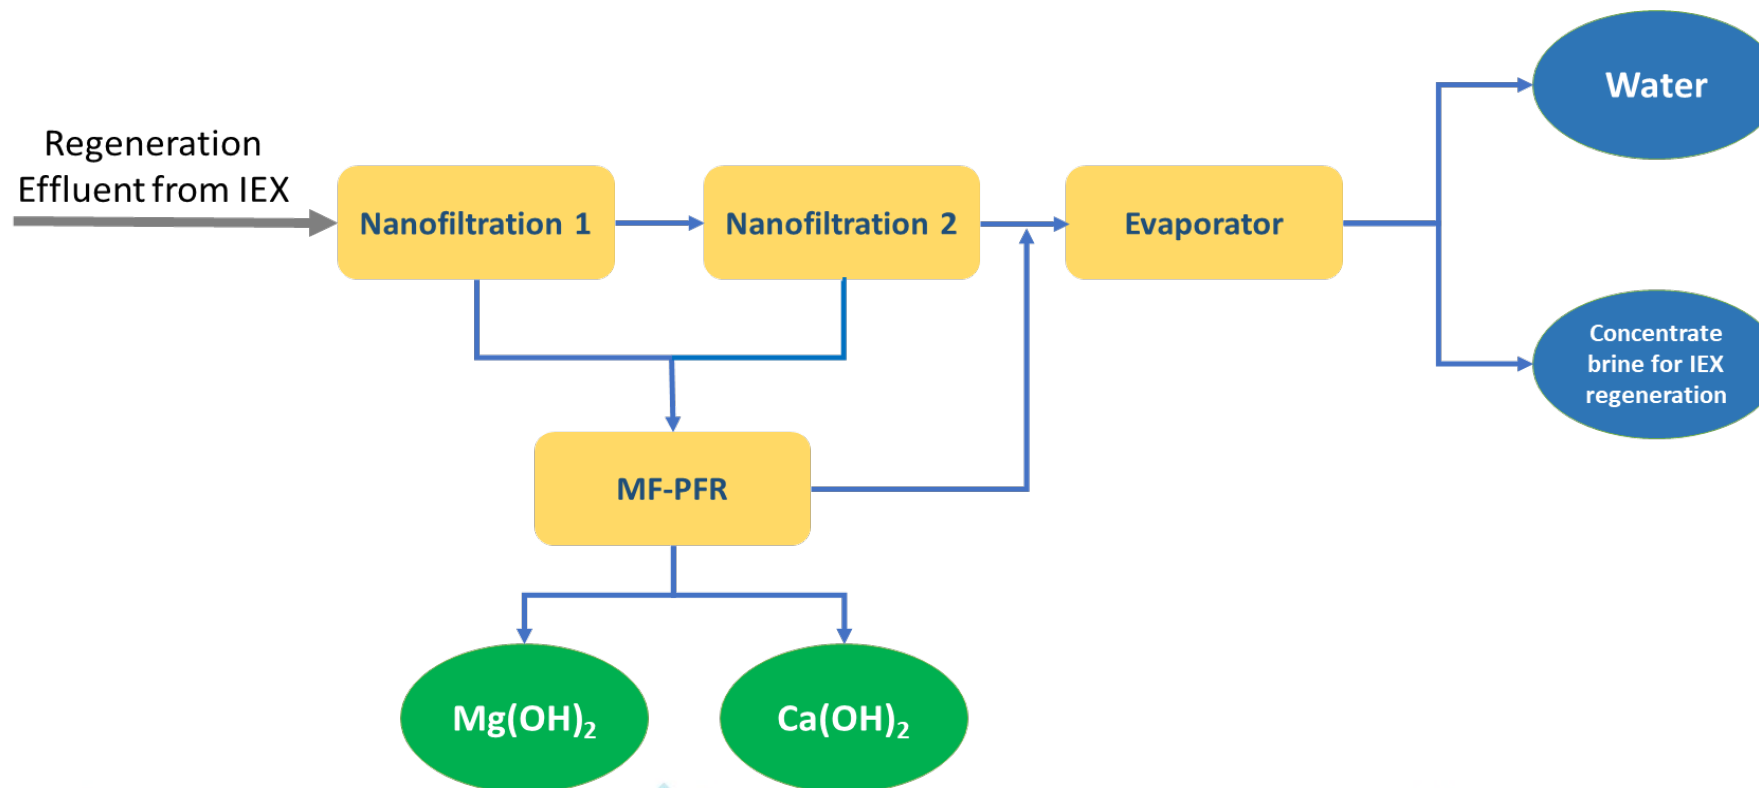 Water
Regeneration
Effluent from IEX
Nanofiltration 1
Nanofiltration 2
Evaporator
Concentrate
brine for IEX
regeneration
MF-PFR
Mg(OH)₂
Ca(OH)₂